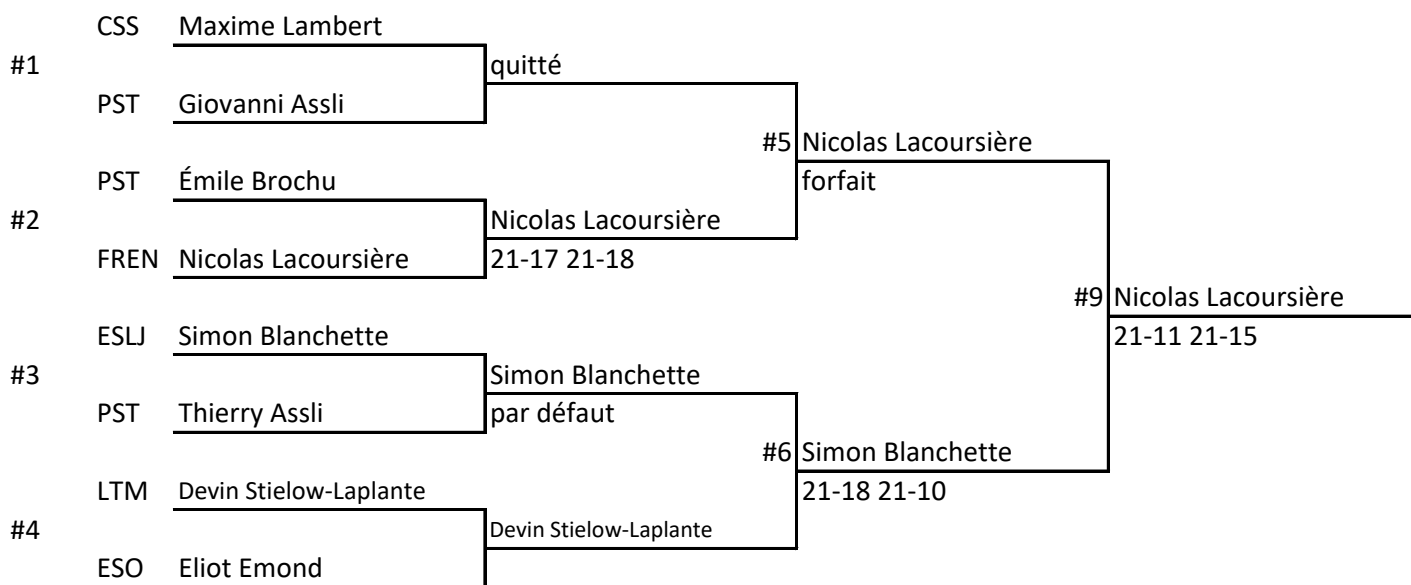 CSS Maxime Lambert
#1 quitté
PST Giovanni Assli
#5 Nicolas Lacoursière
PST Émile Brochu forfait
#2 Nicolas Lacoursière
FREN Nicolas Lacoursière 21-17 21-18
#9 Nicolas Lacoursière
ESLJ Simon Blanchette 21-11 21-15
#3 Simon Blanchette
PST Thierry Assli par défaut
#6 Simon Blanchette
LTM Devin Stielow-Laplante 21-18 21-10
#4 Devin Stielow-Laplante
ESO Eliot Emond